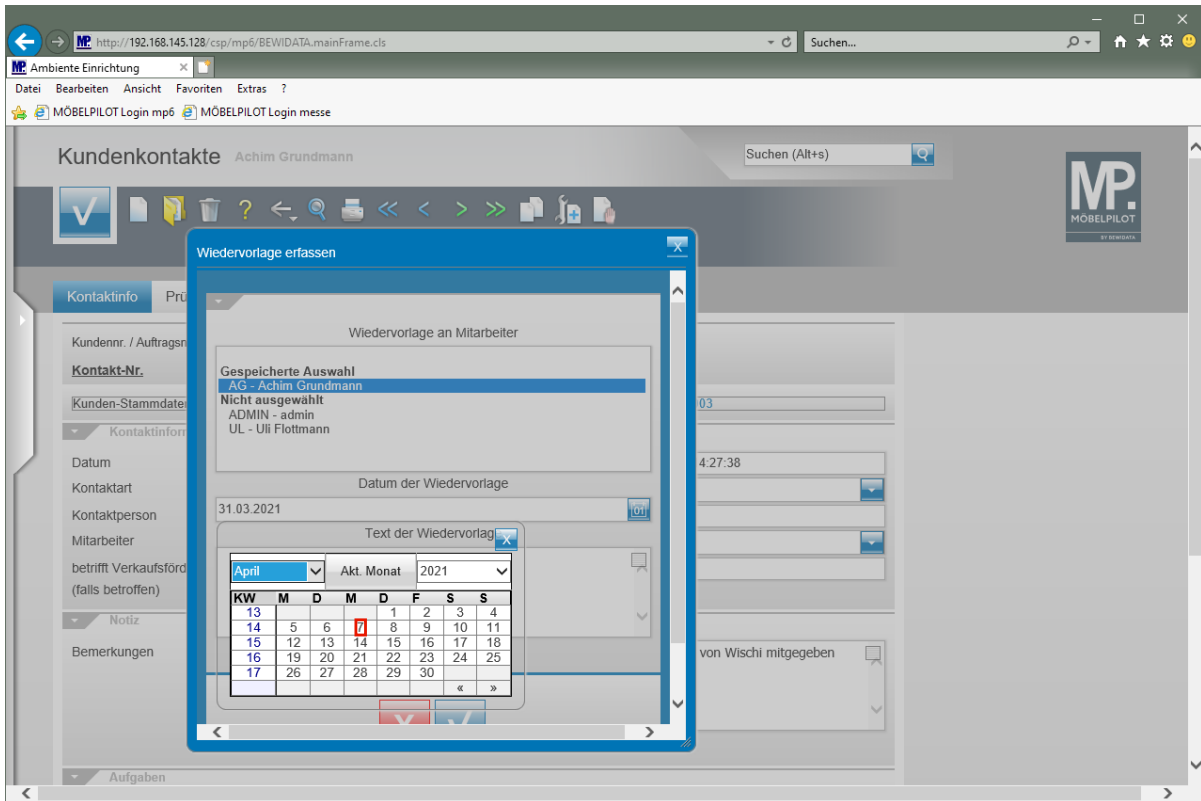 http://192.168.145.128/csp/mp6/BEWIDATA.mainFrame.cls
Suchen...
Ambiente Einrichtung
Datei Bearbeiten Ansicht Favoriten Extras ?
MÖBELPILOT Login mp6 MÖBELPILOT Login messe
Kundenkontakte Achim Grundmann
Suchen (Alt+s)
MP.
MÖBELPILOT
BY BEWIDATA
Wiedervorlage erfassen
Kontaktinfo Prü
Wiedervorlage an Mitarbeiter
Kundennr. / Auftragsn
Kontakt-Nr.
Gespeicherte Auswahl
AG - Achim Grundmann
Nicht ausgewählt
ADMIN - admin
UL - Uli Flottmann
Kunden-Stammdate
03
Kontaktinforr
Datum
4:27:38
Kontaktart
Datum der Wiedervorlage
31.03.2021
Kontaktperson
Mitarbeiter
Text der Wiedervorlag
betrifft Verkaufsförd
(falls betroffen)
April Akt. Monat 2021
KW M D M D F S S
13 1 2 3 4
14 5 6 7 8 9 10 11
15 12 13 14 15 16 17 18
16 19 20 21 22 23 24 25
17 26 27 28 29 30
« »
Notiz
Bemerkungen
von Wischi mitgegeben
Aufgaben